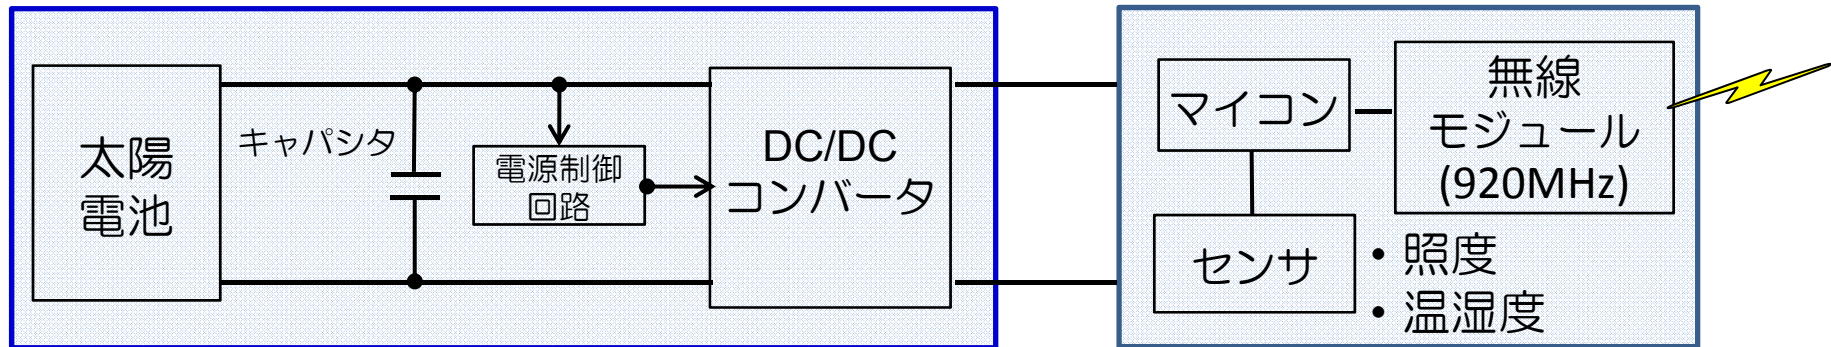 太陽
電池
キャパシタ
電源制御
回路
DC/DC
コンバータ
マイコン
無線
モジュール
(920MHz)
センサ
• 照度
• 温湿度